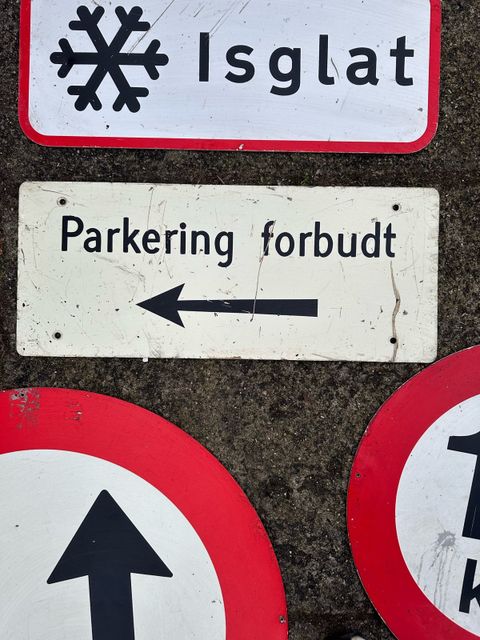 Isglat
Parkering forbudt